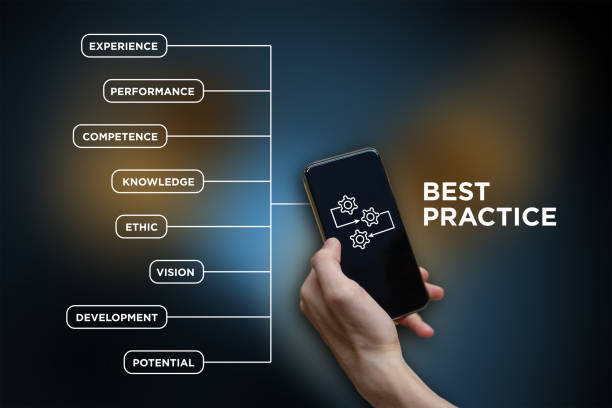 EXPERIENCE
PERFORMANCE
COMPETENCE
KNOWLEDGE
ETHIC
VISION
DEVELOPMENT
POTENTIAL
BEST
PRACTICE